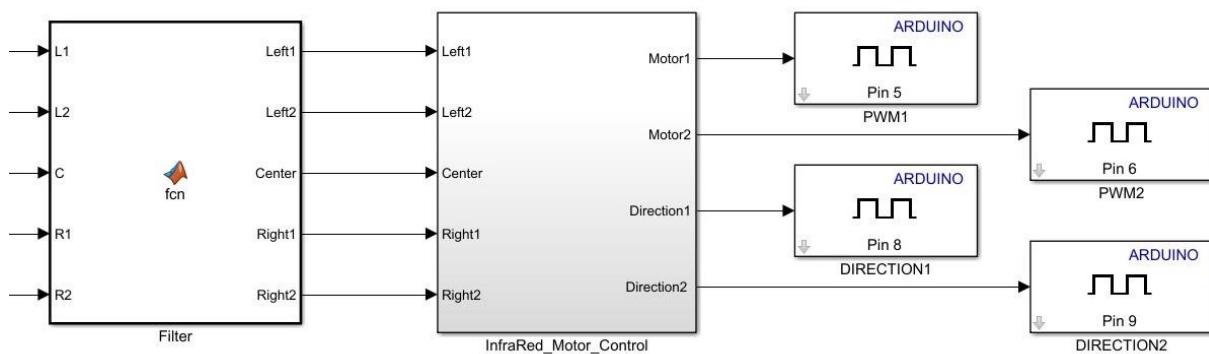 L1
L2
C
R1
R2
fcn
Left1
Left2
Center
Right1
Right2
Filter
Left1
Left2
Center
Right1
Right2
Motor1
Motor2
Direction1
Direction2
InfraRed_Motor_Control
ARDUINO
Pin 5
PWM1
ARDUINO
Pin 6
PWM2
ARDUINO
Pin 8
DIRECTION1
ARDUINO
Pin 9
DIRECTION2